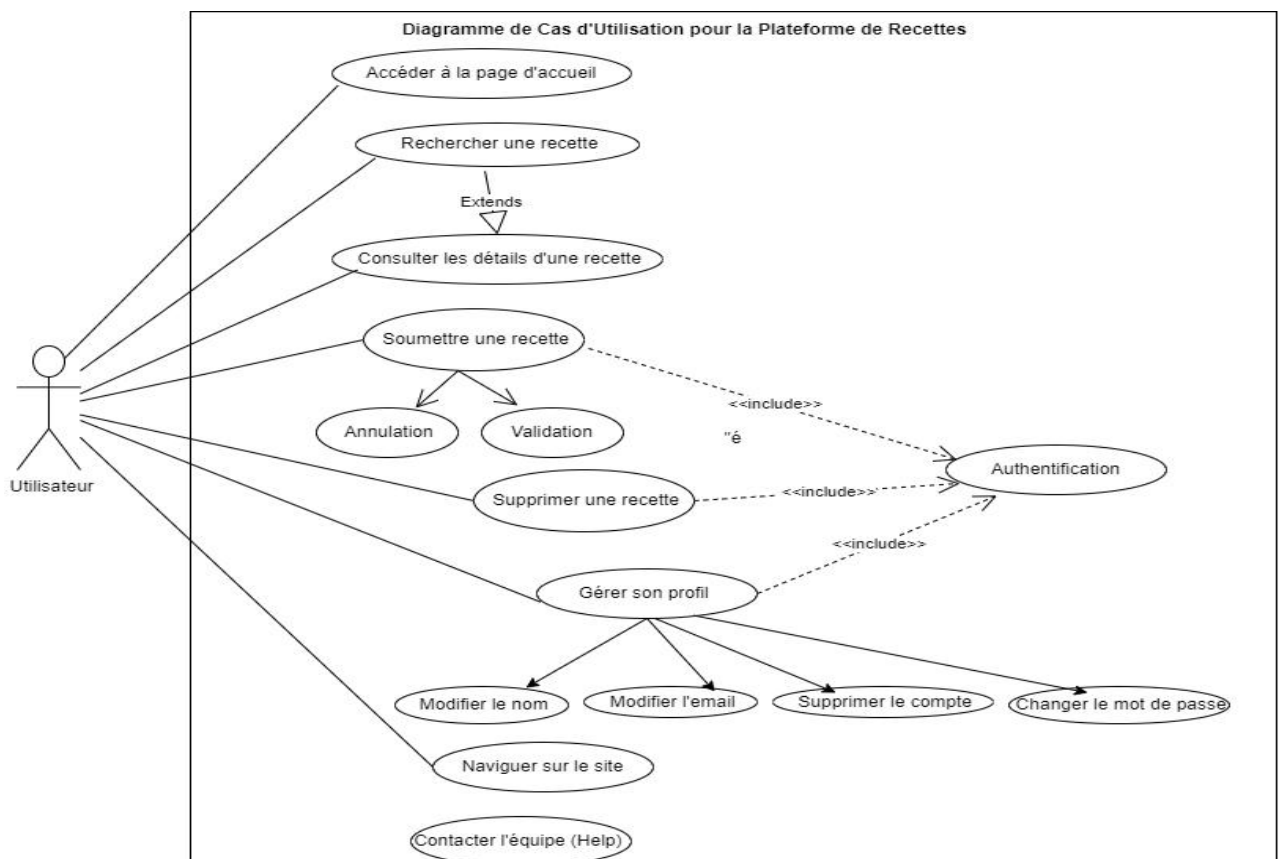 Diagramme de Cas d'Utilisation pour la Plateforme de Recettes
Accéder à la page d'accueil
Rechercher une recette
Extends
Consulter les détails d'une recette
Soumettre une recette
<<include>>
Annulation
Validation
"é
Authentification
Utilisateur
Supprimer une recette
<<include>>
<<include>>
Gérer son profil
Modifier le nom
Modifier l'email
Supprimer le compte
Changer le mot de passe
Naviguer sur le site
Contacter l'équipe (Help)